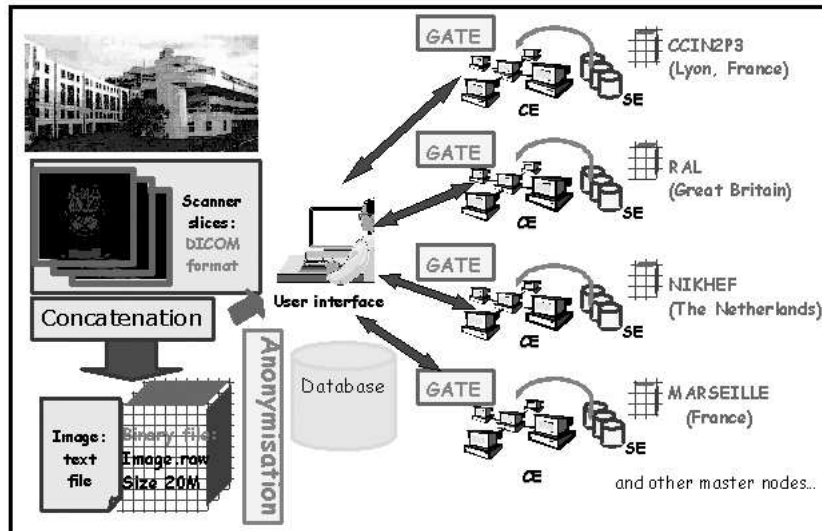 Scanner
slices:
DICOM
format
Concatenation
Anonymisation
Image:
text
file
Binary file:
Image.raw
Size 20M
User interface
Database
GATE
CE
SE
CCIN2P3
(Lyon, France)
GATE
CE
SE
RAL
(Great Britain)
GATE
CE
SE
NIKHEF
(The Netherlands)
GATE
CE
SE
MARSEILLE
(France)
and other master nodes...